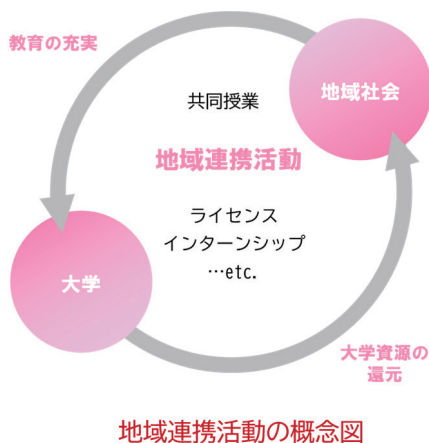 教育の充実
共同授業
地域社会
地域連携活動
ライセンス
インターンシップ
…etc.
大学
大学資源の
還元
地域連携活動の概念図